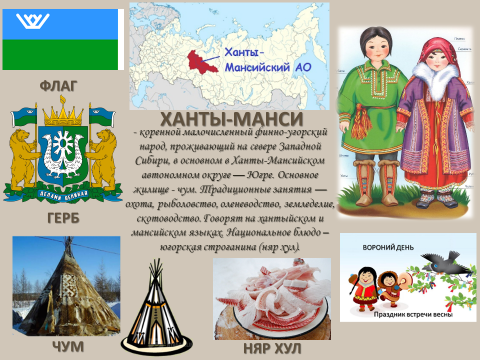 ФЛАГ
Ханты-
Мансийский АО
ХАНТЫ-МАНСИ
- коренной малочисленный финно-угорский
народ, проживающий на севере Западной
Сибири, в основном в Ханты-Мансийском
автономном округе — Югре. Основное
жилище - чум. Традиционные занятия —
охота, рыболовство, оленеводство, земледелие,
скотоводство. Говорят на хантыйском и
мансийском языках. Национальное блюдо –
югорская строганина (няр хул).
ГЕРБ
ЧУМ
НЯР ХУЛ
ВОРОНИЙ ДЕНЬ
Праздник встречи весны